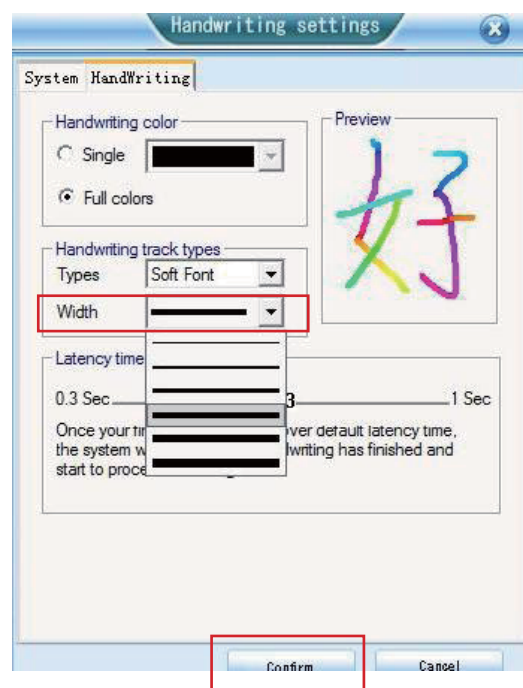 Handwriting settings
System HandWriting
Handwriting color
Single
Full colors
Preview
好
Handwriting track types
Types Soft Font
Width
Latency time
0.3 Sec 3 1 Sec
Once your over default latency time,
the system has finished and
start to
Confirm Cancel